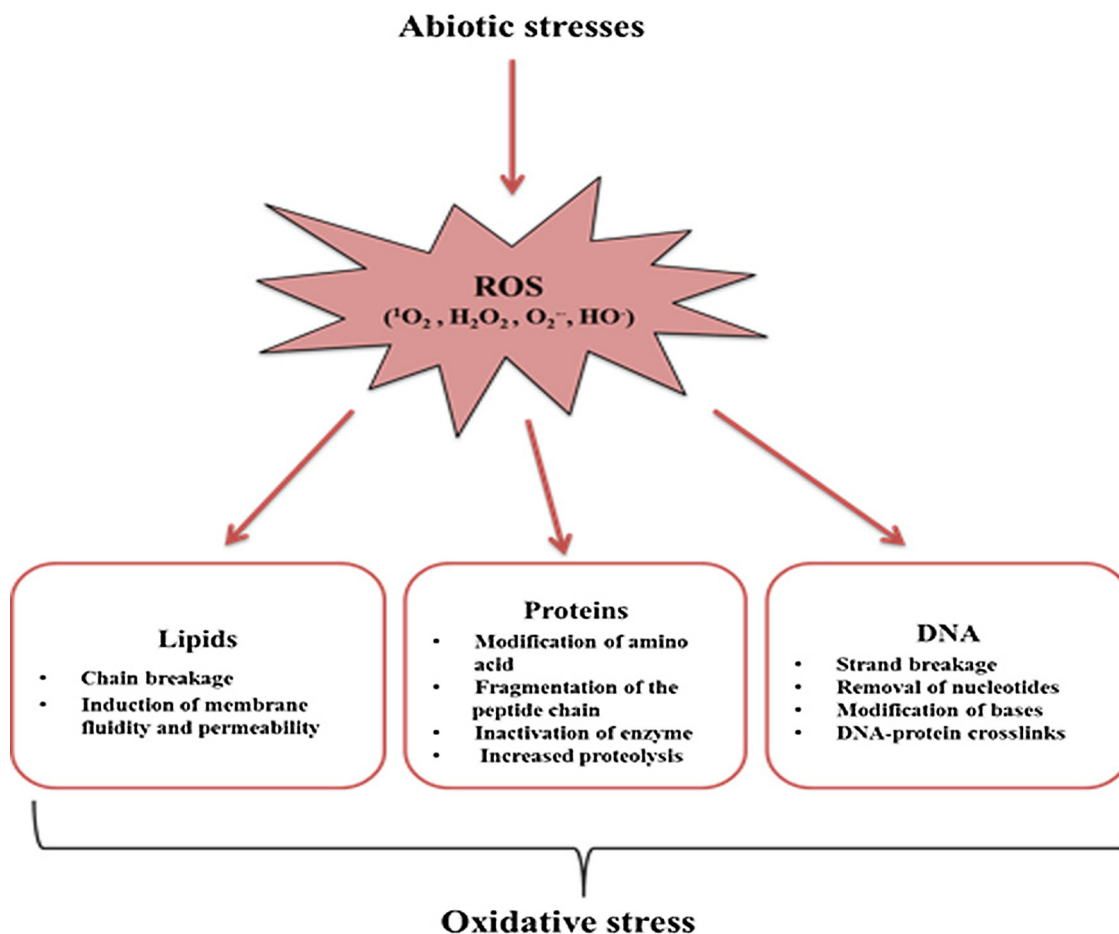 Abiotic stresses
ROS
(¹O₂ , H₂O₂ , O₂⁻·, HO·)
Lipids
• Chain breakage
• Induction of membrane
fluidity and permeability
Proteins
• Modification of amino
acid
• Fragmentation of the
peptide chain
• Inactivation of enzyme
• Increased proteolysis
DNA
• Strand breakage
• Removal of nucleotides
• Modification of bases
• DNA-protein crosslinks
Oxidative stress